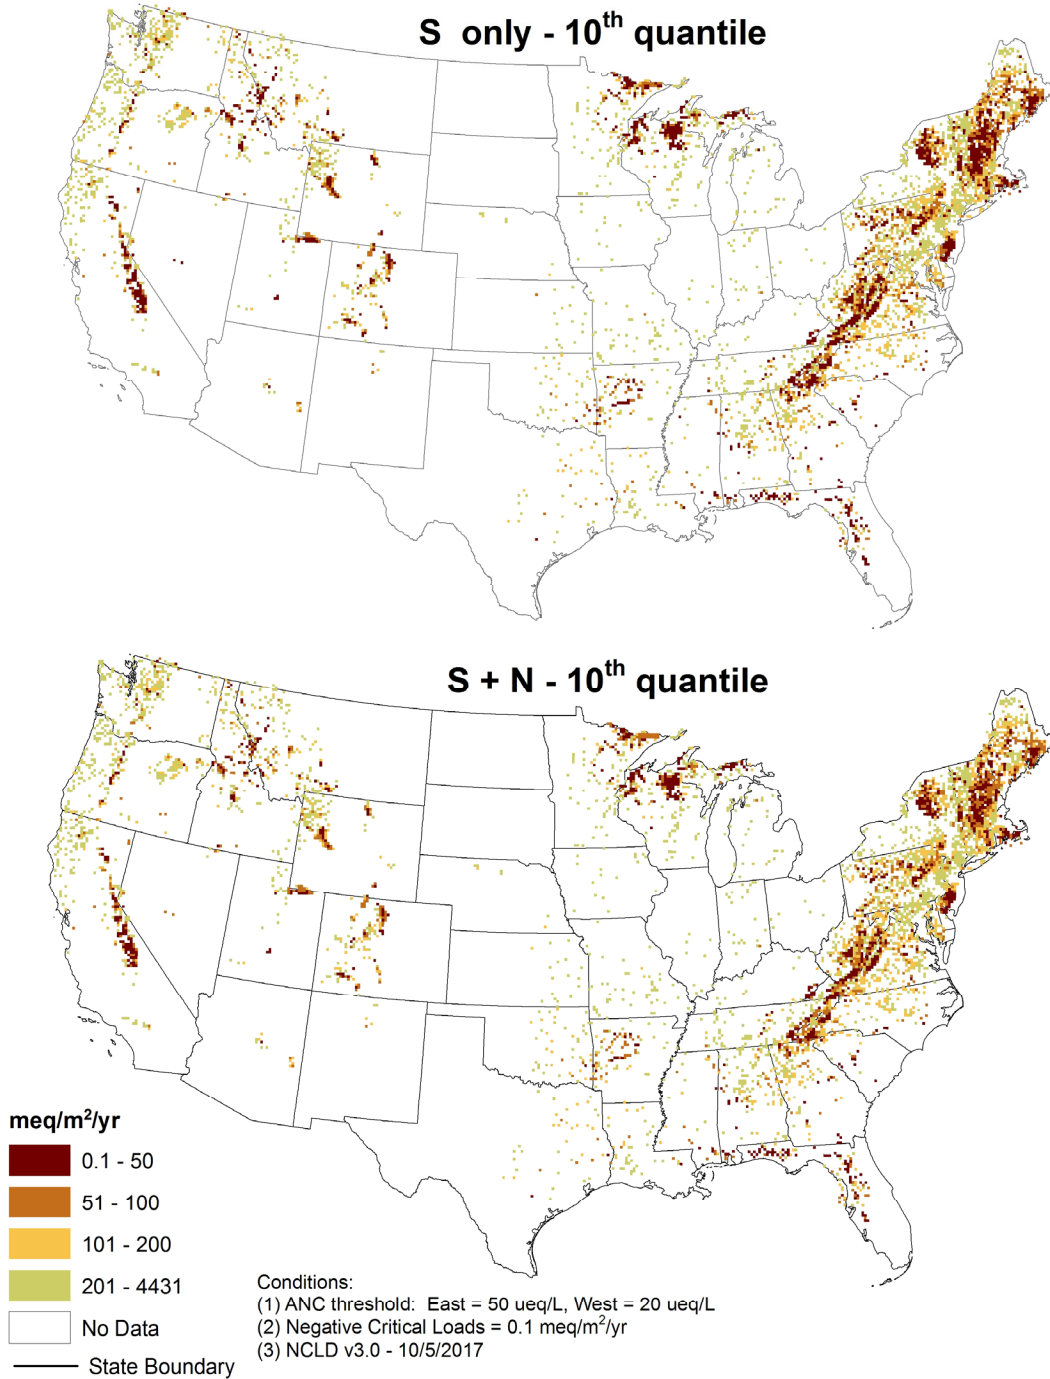 S only - 10th quantile
S + N - 10th quantile
meq/m²/yr
0.1 - 50
51 - 100
101 - 200
201 - 4431
No Data
State Boundary
Conditions:
(1) ANC threshold: East = 50 ueq/L, West = 20 ueq/L
(2) Negative Critical Loads = 0.1 meq/m²/yr
(3) NCLD v3.0 - 10/5/2017